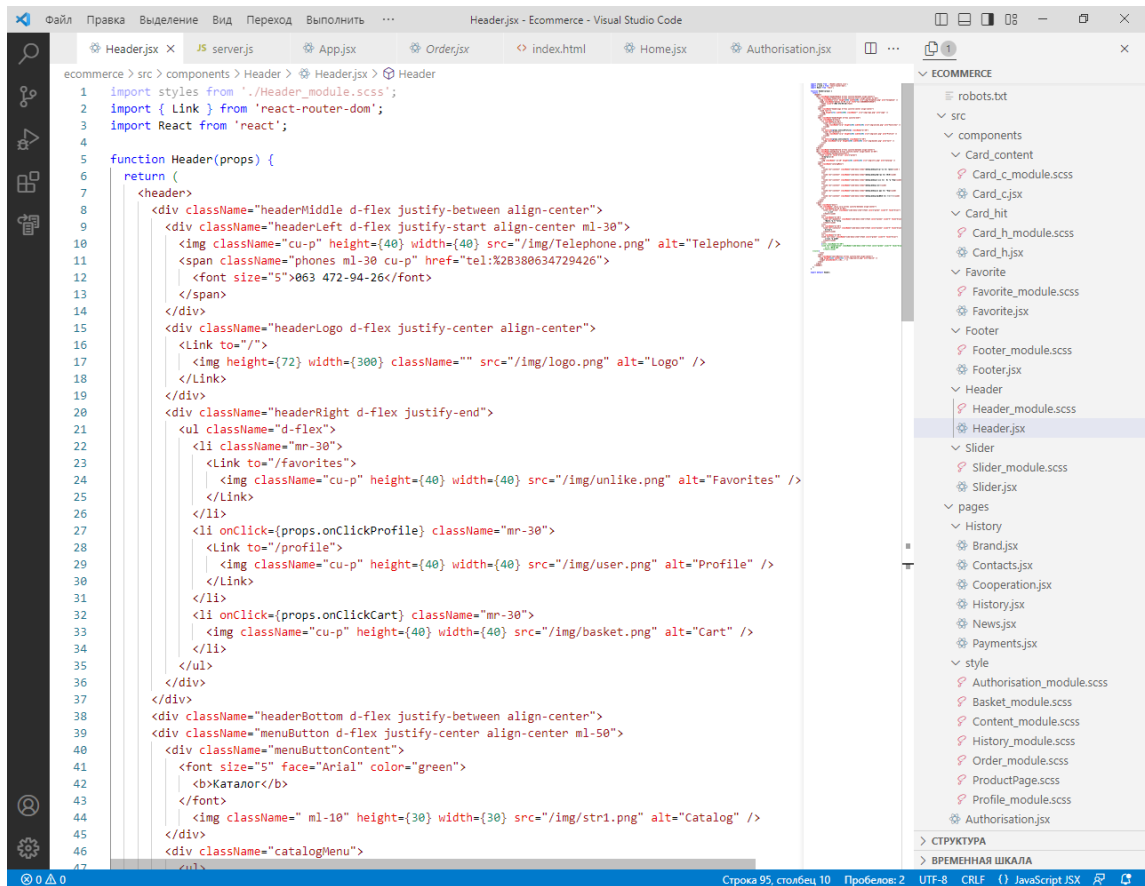 Файл Правка Выделение Вид Переход Выполнить ··· Header.jsx - Ecommerce - Visual Studio Code
Header.jsx JS server.js App.jsx Order.jsx index.html Home.jsx Authorisation.jsx 1
ecommerce > src > components > Header > Header.jsx > Header
1 import styles from './Header_module.scss';
2 import { Link } from 'react-router-dom';
3 import React from 'react';
4
5 function Header(props) {
6 return (
7 <header>
8 <div className="headerMiddle d-flex justify-between align-center">
9 <div className="headerLeft d-flex justify-start align-center ml-30">
10 <img className="cu-p" height={40} width={40} src="/img/Telephone.png" alt="Telephone" />
11 <span className="phones ml-30 cu-p" href="tel:%2B380634729426">
12 <font size="5">063 472-94-26</font>
13 </span>
14 </div>
15 <div className="headerLogo d-flex justify-center align-center">
16 <Link to="/">
17 <img height={72} width={300} className="" src="/img/logo.png" alt="Logo" />
18 </Link>
19 </div>
20 <div className="headerRight d-flex justify-end">
21 <ul className="d-flex">
22 <li className="mr-30">
23 <Link to="/favorites">
24 <img className="cu-p" height={40} width={40} src="/img/unlike.png" alt="Favorites" />
25 </Link>
26 </li>
27 <li onClick={props.onClickProfile} className="mr-30">
28 <Link to="/profile">
29 <img className="cu-p" height={40} width={40} src="/img/user.png" alt="Profile" />
30 </Link>
31 </li>
32 <li onClick={props.onClickCart} className="mr-30">
33 <img className="cu-p" height={40} width={40} src="/img/basket.png" alt="Cart" />
34 </li>
35 </ul>
36 </div>
37 </div>
38 <div className="headerBottom d-flex justify-between align-center">
39 <div className="menuButton d-flex justify-center align-center ml-50">
40 <div className="menuButtonContent">
41 <font size="5" face="Arial" color="green">
42 <b>Каталог</b>
43 </font>
44 <img className=" ml-10" height={30} width={30} src="/img/str1.png" alt="Catalog" />
45 </div>
46 <div className="catalogMenu">
47 <ul>
ECOMMERCE
robots.txt
src
components
Card_content
Card_c_module.scss
Card_c.jsx
Card_hit
Card_h_module.scss
Card_h.jsx
Favorite
Favorite_module.scss
Favorite.jsx
Footer
Footer_module.scss
Footer.jsx
Header
Header_module.scss
Header.jsx
Slider
Slider_module.scss
Slider.jsx
pages
History
Brand.jsx
Contacts.jsx
Cooperation.jsx
History.jsx
News.jsx
Payments.jsx
style
Authorisation_module.scss
Basket_module.scss
Content_module.scss
History_module.scss
Order_module.scss
ProductPage.scss
Profile_module.scss
Authorisation.jsx
СТРУКТУРА
ВРЕМЕННАЯ ШКАЛА
0 0 Строка 95, столбец 10 Пробелов: 2 UTF-8 CRLF {} JavaScript JSX